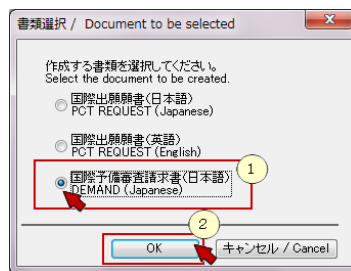 書類選択 / Document to be selected
作成する書類を選択してください。
Select the document to be created.
国際出願願書(日本語)
PCT REQUEST (Japanese)
国際出願願書(英語)
PCT REQUEST (English)
国際予備審査請求書(日本語)
DEMAND (Japanese)
1
2
OK
キャンセル / Cancel